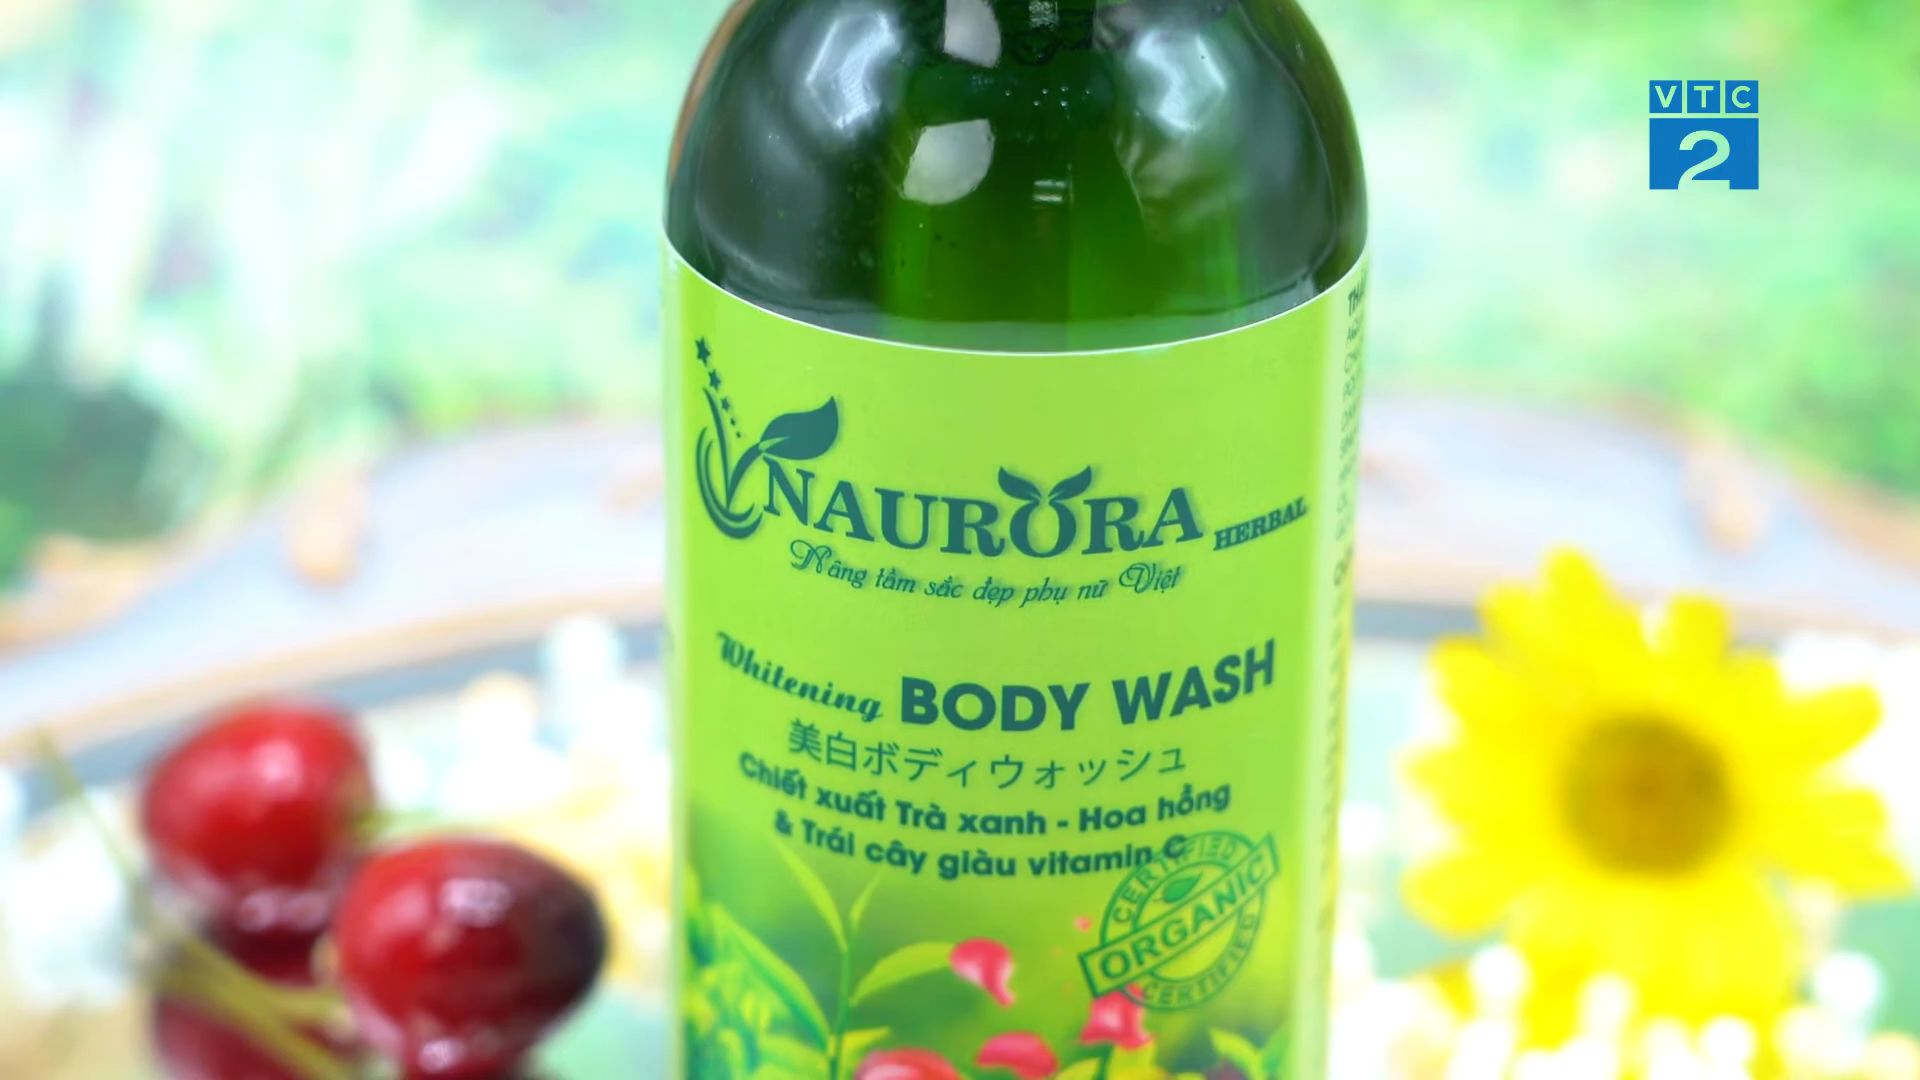 VTC
2
VNAURORA HERBAL
Nâng tầm sắc đẹp phụ nữ Việt
Whitening BODY WASH
美白ボディウォッシュ
Chiết xuất Trà xanh - Hoa hồng
& Trái cây giàu vitamin C
CERTIFIED
ORGANIC
CERTIFIED